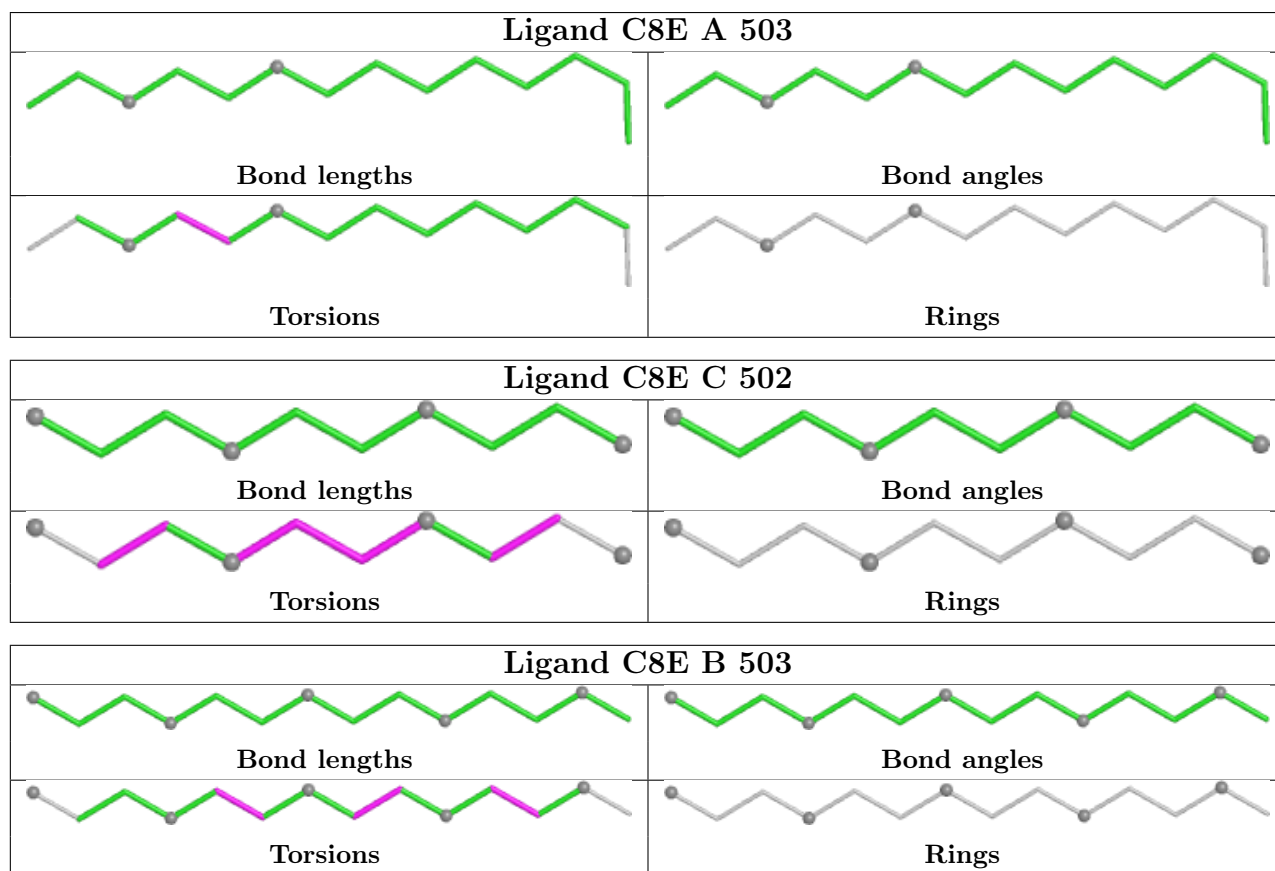 Ligand C8E A 503
Bond lengths Bond angles
Torsions Rings
Ligand C8E C 502
Bond lengths Bond angles
Torsions Rings
Ligand C8E B 503
Bond lengths Bond angles
Torsions Rings